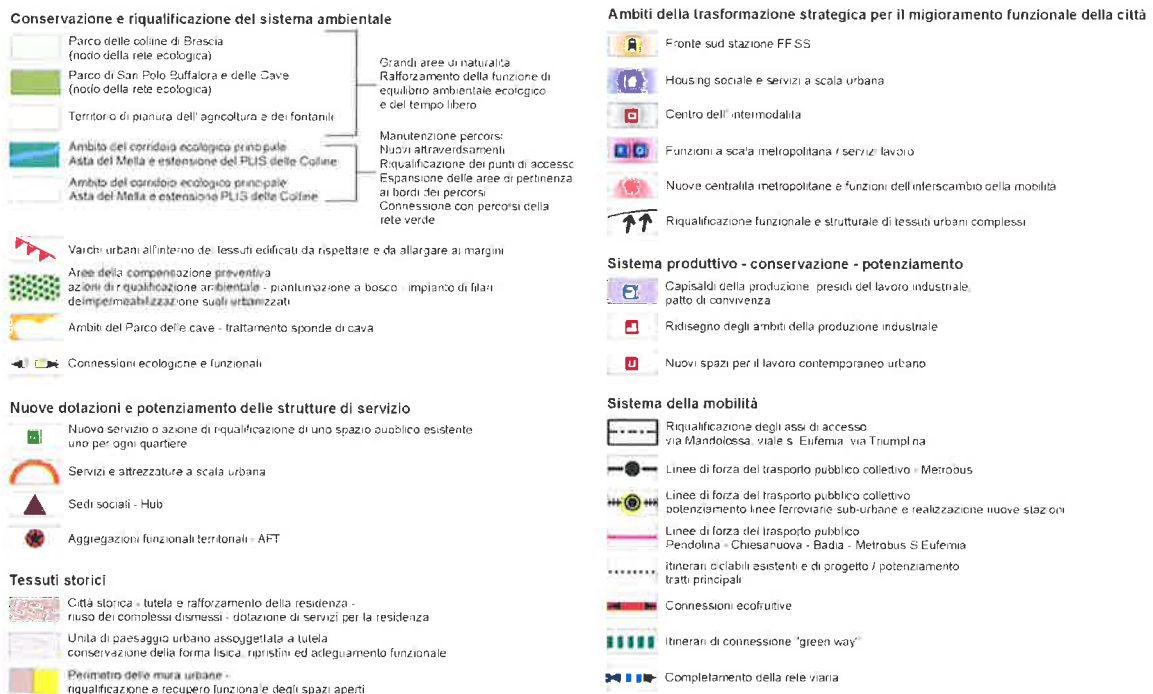 Conservazione e riqualificazione del sistema ambientale
Parco delle colline di Brescia
(nodo della rete ecologica)
Parco di San Polo Buffalora e delle Cave
(nodo della rete ecologica)
Territorio di pianura dell' agricoltura e dei fontanili
Grandi aree di naturalità
Rafforzamento della funzione di
equilibrio ambientale ecologico
e del tempo libero
Ambito del corridoio ecologico principale
Asta del Mella e estensione del PLIS delle Colline
Ambito del corridoio ecologico principale
Asta del Mella e estensione PLIS delle Colline
Manutenzione percorsi
Nuovi attraverdsamenti
Riqualificazione dei punti di accesso
Espansione delle aree di pertinenza
ai bordi dei percorsi
Connessione con percorsi della
rete verde
Varchi urbani all'interno dei tessuti edificati da rispettare e da allargare ai margini
Aree della compensazione preventiva
azioni di riqualificazione ambientale - piantumazione a bosco - impianto di filari
deimpermeabilizzazione suoli urbanizzati
Ambiti del Parco delle cave - trattamento sponde di cava
Connessioni ecologiche e funzionali
Nuove dotazioni e potenziamento delle strutture di servizio
Nuovo servizio o azione di riqualificazione di uno spazio pubblico esistente
uno per ogni quartiere
Servizi e attrezzature a scala urbana
Sedi sociali - Hub
Aggregazioni funzionali territoriali - AFT
Tessuti storici
Città storica - tutela e rafforzamento della residenza -
riuso dei complessi dismessi - dotazione di servizi per la residenza
Unità di paesaggio urbano assoggettata a tutela
conservazione della forma fisica, ripristini ed adeguamento funzionale
Perimetro delle mura urbane -
riqualificazione e recupero funzionale degli spazi aperti
Ambiti della trasformazione strategica per il migioramento funzionale della città
Fronte sud stazione FFSS
Housing sociale e servizi a scala urbana
Centro dell' intermodalità
Funzioni a scala metropolitana / servizi lavoro
Nuove centralità metropolitane e funzioni dell'interscambio della mobilità
Riqualificazione funzionale e strutturale di tessuti urbani complessi
Sistema produttivo - conservazione - potenziamento
Capisaldi della produzione, presidi del lavoro industriale,
patto di convivenza
Ridisegno degli ambiti della produzione industriale
Nuovi spazi per il lavoro contemporaneo urbano
Sistema della mobilità
Riqualificazione degli assi di accesso
via Mandolossa, viale s. Eufemia, via Triumplina
Linee di forza del trasporto pubblico collettivo - Metrobus
Linee di forza del trasporto pubblico collettivo
potenziamento linee ferroviarie sub-urbane e realizzazione nuove stazioni
Linee di forza del trasporto pubblico
Pendolina - Chiesanuova - Badia - Metrobus S.Eufemia
Itinerari ciclabili esistenti e di progetto / potenziamento
tratti principali
Connessioni ecofruitive
Itinerari di connessione "green way"
Completamento della rete viaria